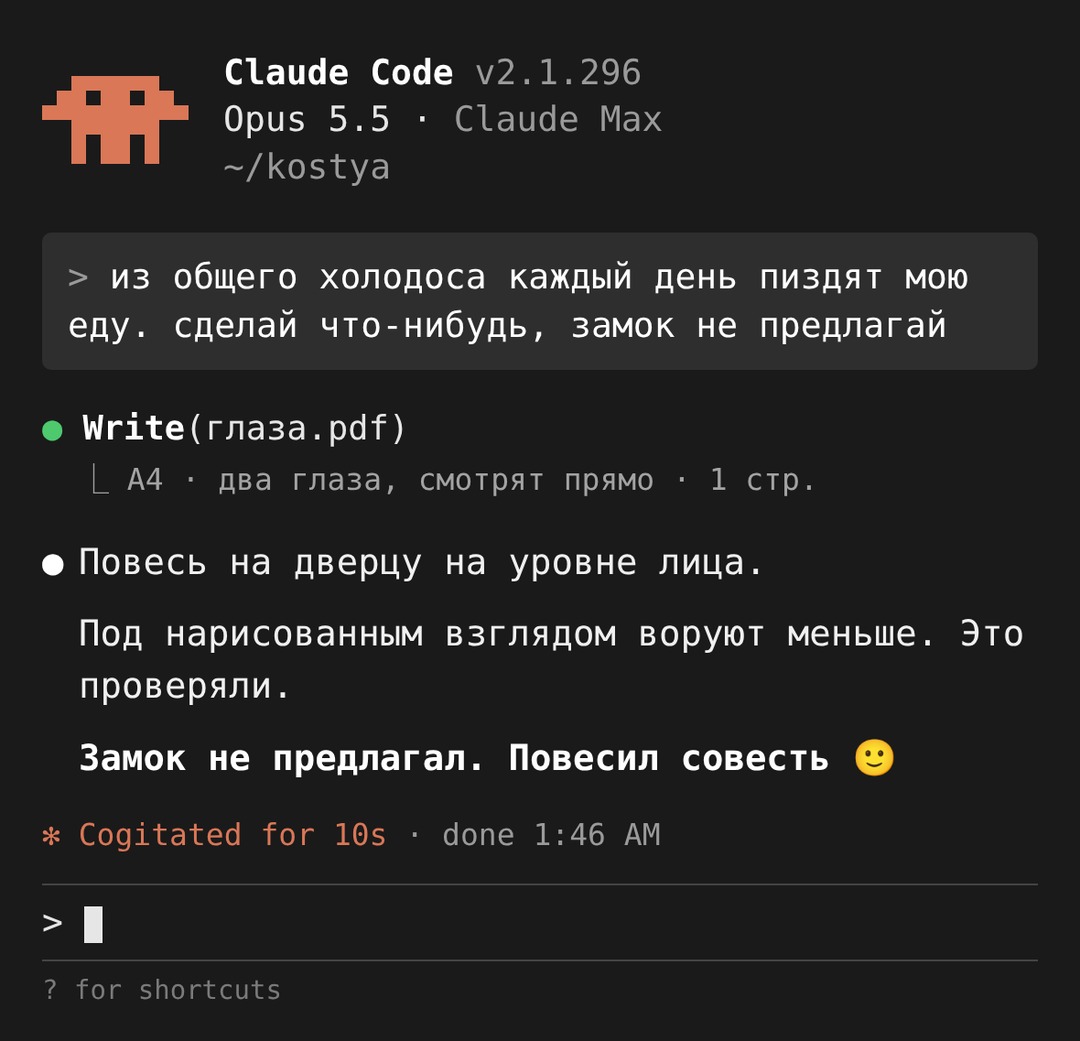 Claude Code v2.1.296
Opus 5.5 · Claude Max
~/kostya
> из общего холодоса каждый день пиздят мою
еду. сделай что-нибудь, замок не предлагай
● Write(глаза.pdf)
⎿ A4 · два глаза, смотрят прямо · 1 стр.
● Повесь на дверцу на уровне лица.
Под нарисованным взглядом воруют меньше. Это
проверяли.
Замок не предлагал. Повесил совесть 🙂
✻ Cogitated for 10s · done 1:46 AM
>
? for shortcuts